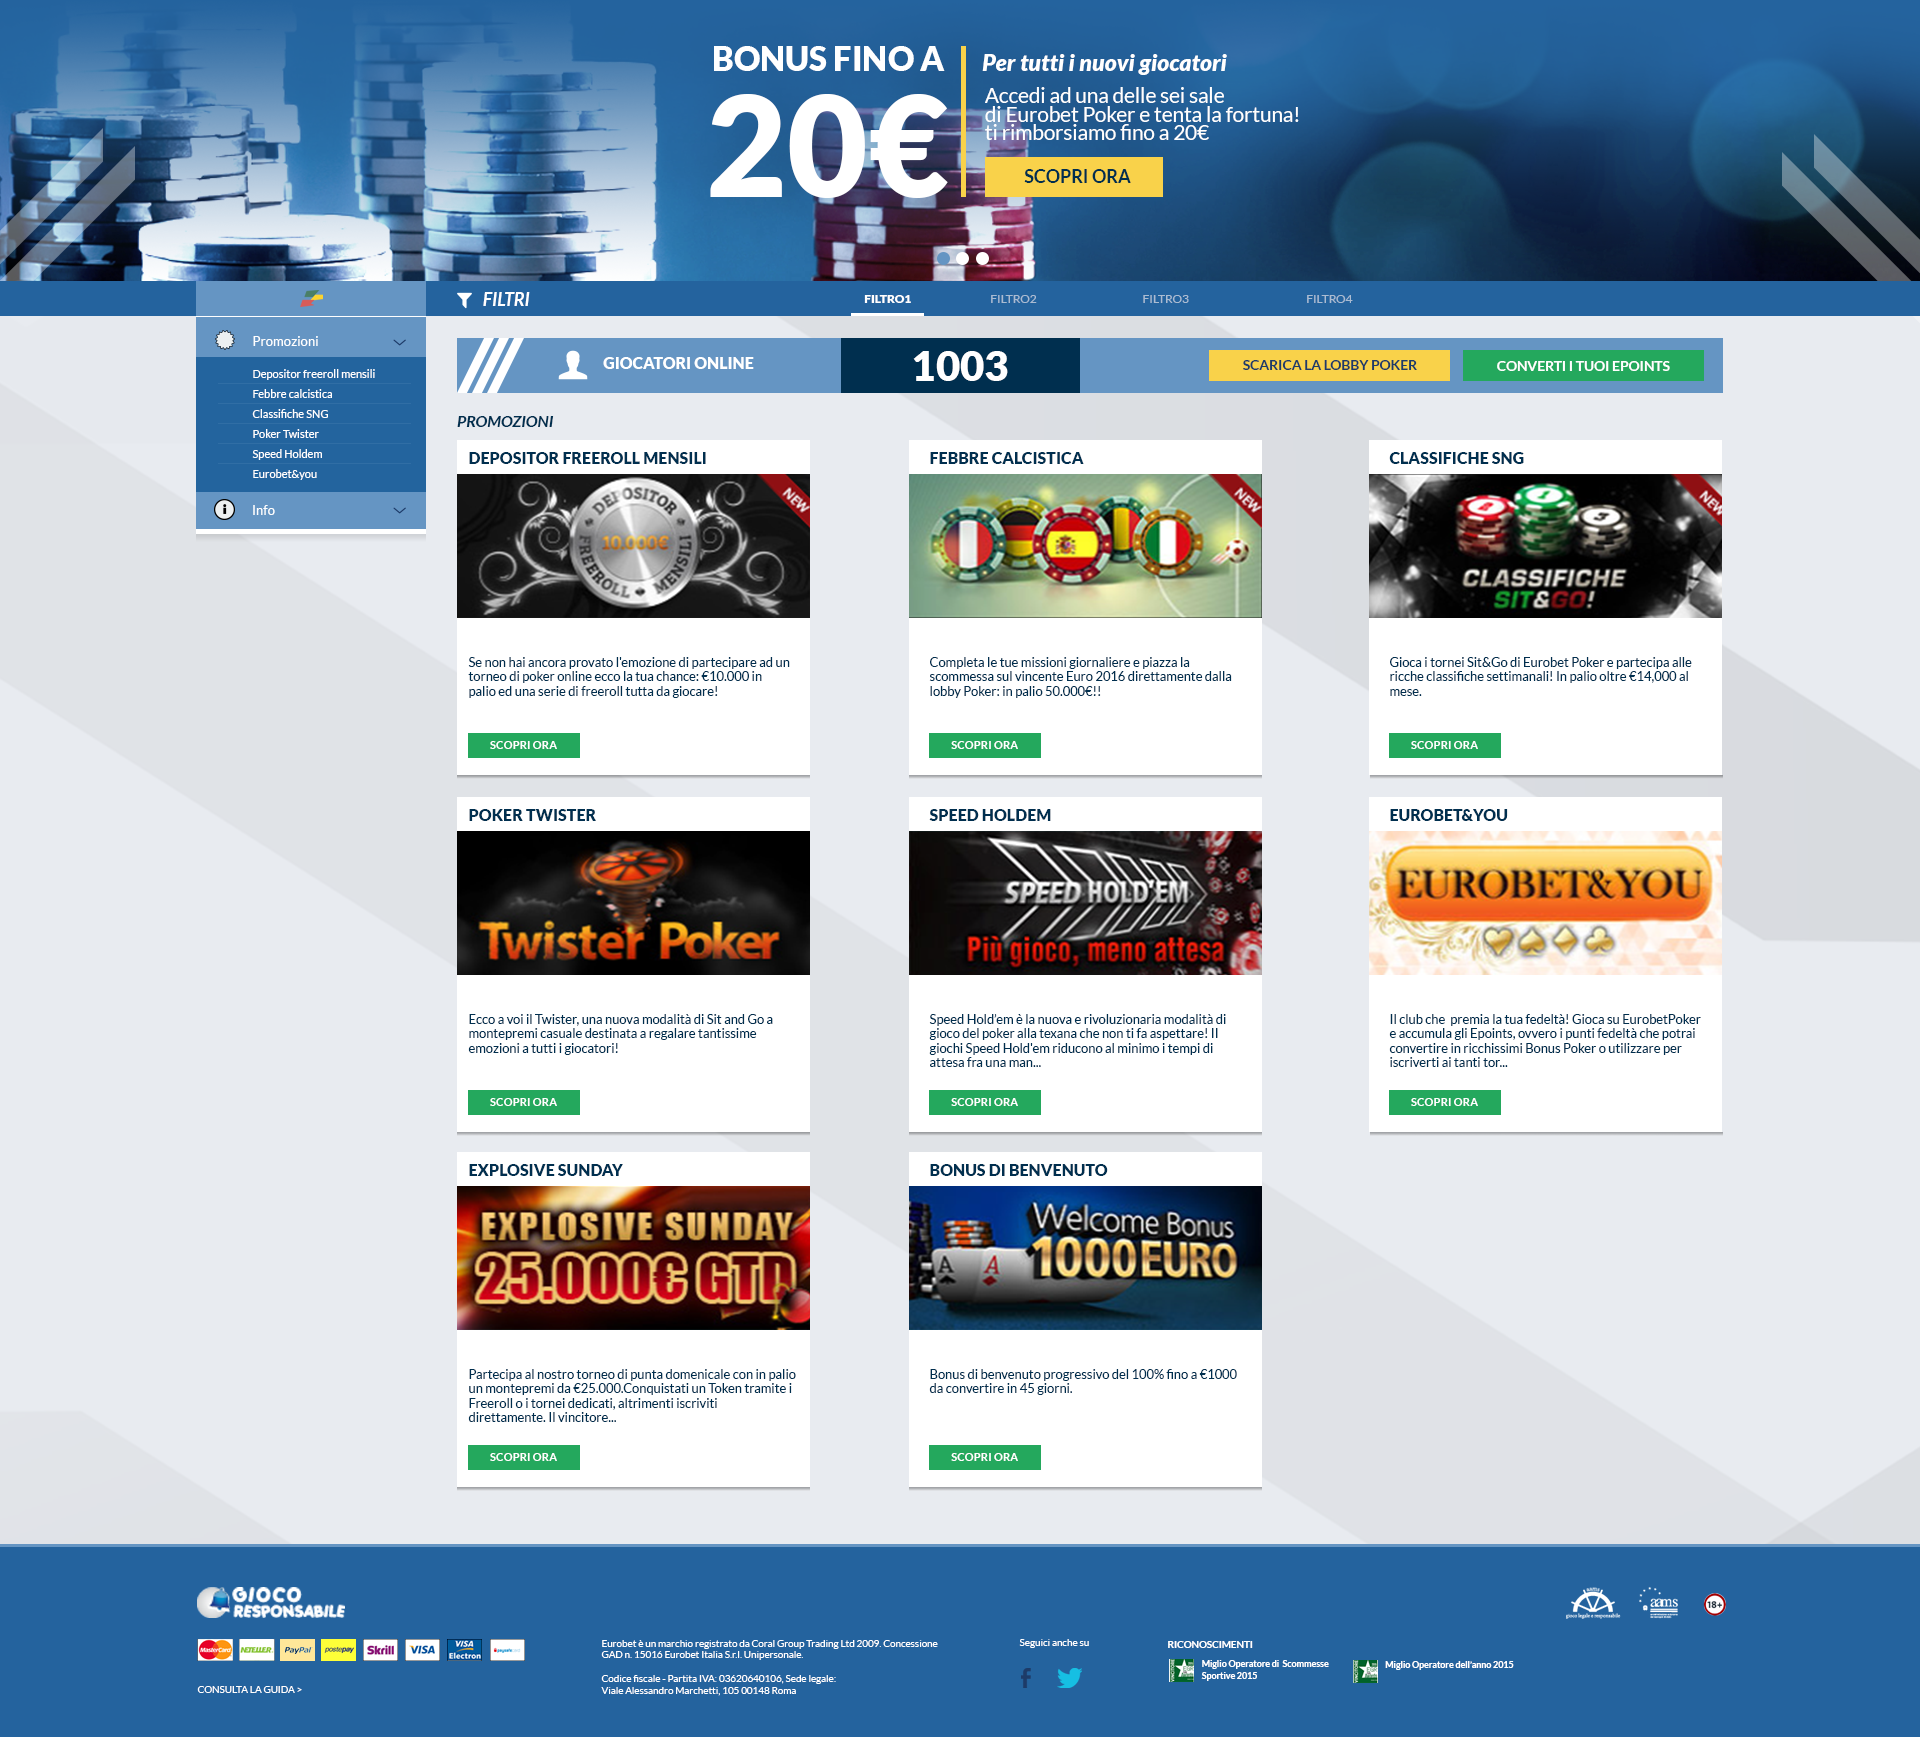 BONUS FINO A
20€
Per tutti i nuovi giocatori
Accedi ad una delle sei sale
di Eurobet Poker e tenta la fortuna!
ti rimborsiamo fino a 20€
SCOPRI ORA
FILTRI
FILTRO1
FILTRO2
FILTRO3
FILTRO4
Promozioni
Depositor freeroll mensili
Febbre calcistica
Classifiche SNG
Poker Twister
Speed Holdem
Eurobet&you
Info
GIOCATORI ONLINE
1003
SCARICA LA LOBBY POKER
CONVERTI I TUOI EPOINTS
PROMOZIONI
DEPOSITOR FREEROLL MENSILI
NEW
DEPOSITOR
10.000€
FREEROLL MENSILI
Se non hai ancora provato l'emozione di partecipare ad un
torneo di poker online ecco la tua chance: €10.000 in
palio ed una serie di freeroll tutta da giocare!
SCOPRI ORA
FEBBRE CALCISTICA
NEW
Completa le tue missioni giornaliere e piazza la
scommessa sul vincente Euro 2016 direttamente dalla
lobby Poker: in palio 50.000€!!
SCOPRI ORA
CLASSIFICHE SNG
NEW
2
1
3
CLASSIFICHE
SIT&GO!
Gioca i tornei Sit&Go di Eurobet Poker e partecipa alle
ricche classifiche settimanali! In palio oltre €14,000 al
mese.
SCOPRI ORA
POKER TWISTER
Twister Poker
Ecco a voi il Twister, una nuova modalità di Sit and Go a
montepremi casuale destinata a regalare tantissime
emozioni a tutti i giocatori!
SCOPRI ORA
SPEED HOLDEM
SPEED HOLD'EM
Più gioco, meno attesa
Speed Hold'em è la nuova e rivoluzionaria modalità di
gioco del poker alla texana che non ti fa aspettare! Il
giochi Speed Hold'em riducono al minimo i tempi di
attesa fra una man...
SCOPRI ORA
EUROBET&YOU
EUROBET&YOU
Il club che  premia la tua fedeltà! Gioca su EurobetPoker
e accumula gli Epoints, ovvero i punti fedeltà che potrai
convertire in ricchissimi Bonus Poker o utilizzare per
iscriverti ai tanti tor...
SCOPRI ORA
EXPLOSIVE SUNDAY
EXPLOSIVE SUNDAY
25.000€ GTD
Partecipa al nostro torneo di punta domenicale con in palio
un montepremi da €25.000.Conquistati un Token tramite i
Freeroll o i tornei dedicati, altrimenti iscriviti
direttamente. Il vincitore...
SCOPRI ORA
BONUS DI BENVENUTO
Welcome Bonus
1000EURO
A A
Bonus di benvenuto progressivo del 100% fino a €1000
da convertire in 45 giorni.
SCOPRI ORA
GIOCO
RESPONSABILE
MasterCard
NETELLER
PayPal
postepay
Skrill
VISA
VISA
Electron
CONSULTA LA GUIDA >
Eurobet è un marchio registrato da Coral Group Trading Ltd 2009. Concessione
GAD n. 15016 Eurobet Italia S.r.l. Unipersonale.
Codice fiscale - Partita IVA: 03620640106, Sede legale:
Viale Alessandro Marchetti, 105 00148 Roma
Seguici anche su
RICONOSCIMENTI
Miglio Operatore di Scommesse
Sportive 2015
Miglio Operatore dell'anno 2015
gioco legale e responsabile
aams
18+